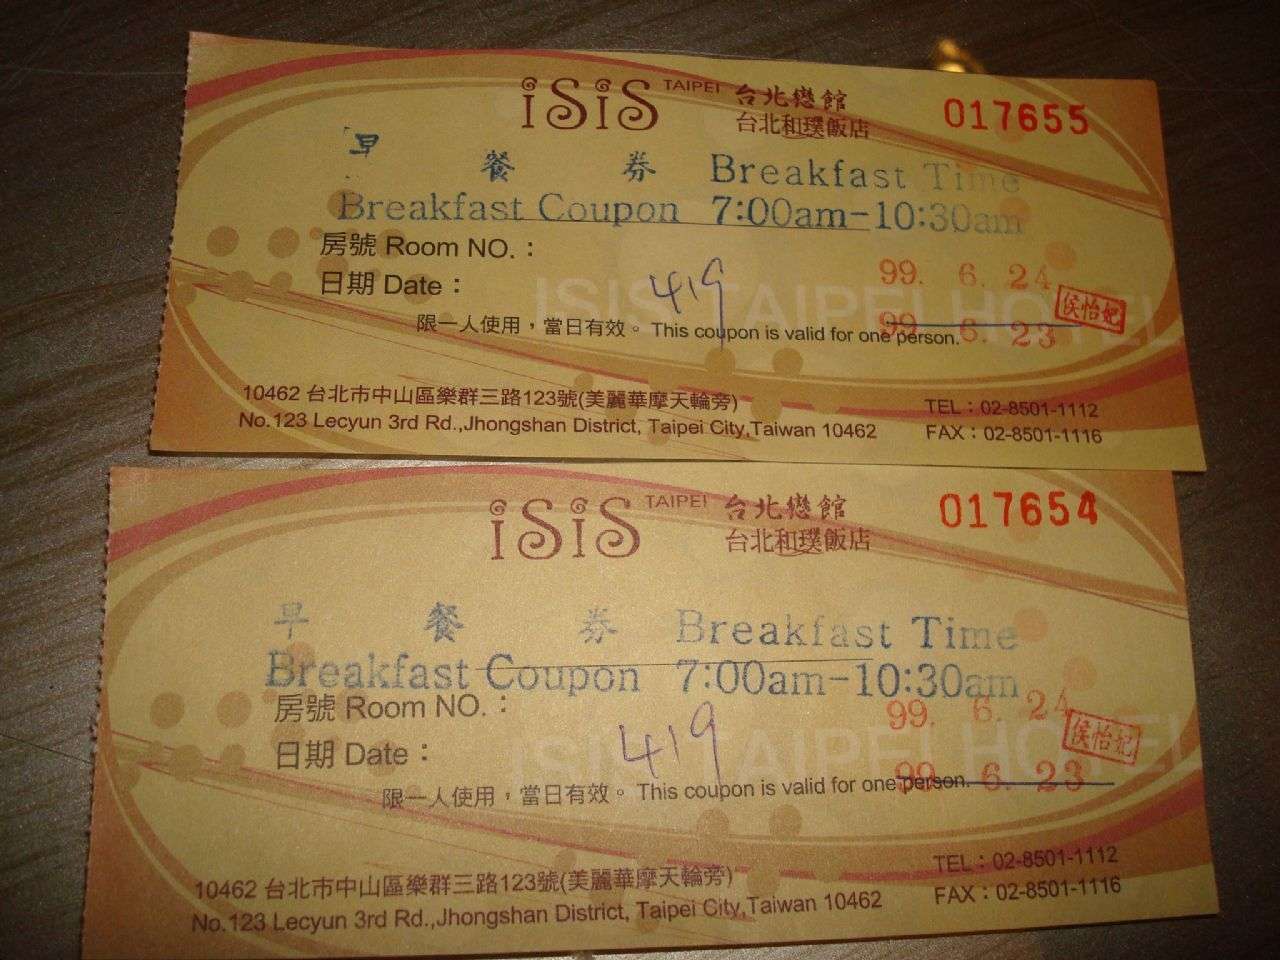 iSiS TAIPEI 台北戀館
台北和璞飯店
017655
早 餐 券 Breakfast Time
Breakfast Coupon 7:00am-10:30am
房號 Room NO.：
日期 Date：
419
99. 6. 24
99. 6. 23
侯怡妃
限一人使用，當日有效。 This coupon is valid for one person.
ISIS TAIPEI HOTEL
10462 台北市中山區樂群三路123號(美麗華摩天輪旁)
No.123 Lecyun 3rd Rd.,Jhongshan District, Taipei City,Taiwan 10462
TEL：02-8501-1112
FAX：02-8501-1116
iSiS TAIPEI 台北戀館
台北和璞飯店
017654
早 餐 券 Breakfast Time
Breakfast Coupon 7:00am-10:30am
房號 Room NO.：
日期 Date：
419
99. 6. 24
99. 6. 23
侯怡妃
限一人使用，當日有效。 This coupon is valid for one person.
ISIS TAIPEI HOTEL
10462 台北市中山區樂群三路123號(美麗華摩天輪旁)
No.123 Lecyun 3rd Rd.,Jhongshan District, Taipei City,Taiwan 10462
TEL：02-8501-1112
FAX：02-8501-1116